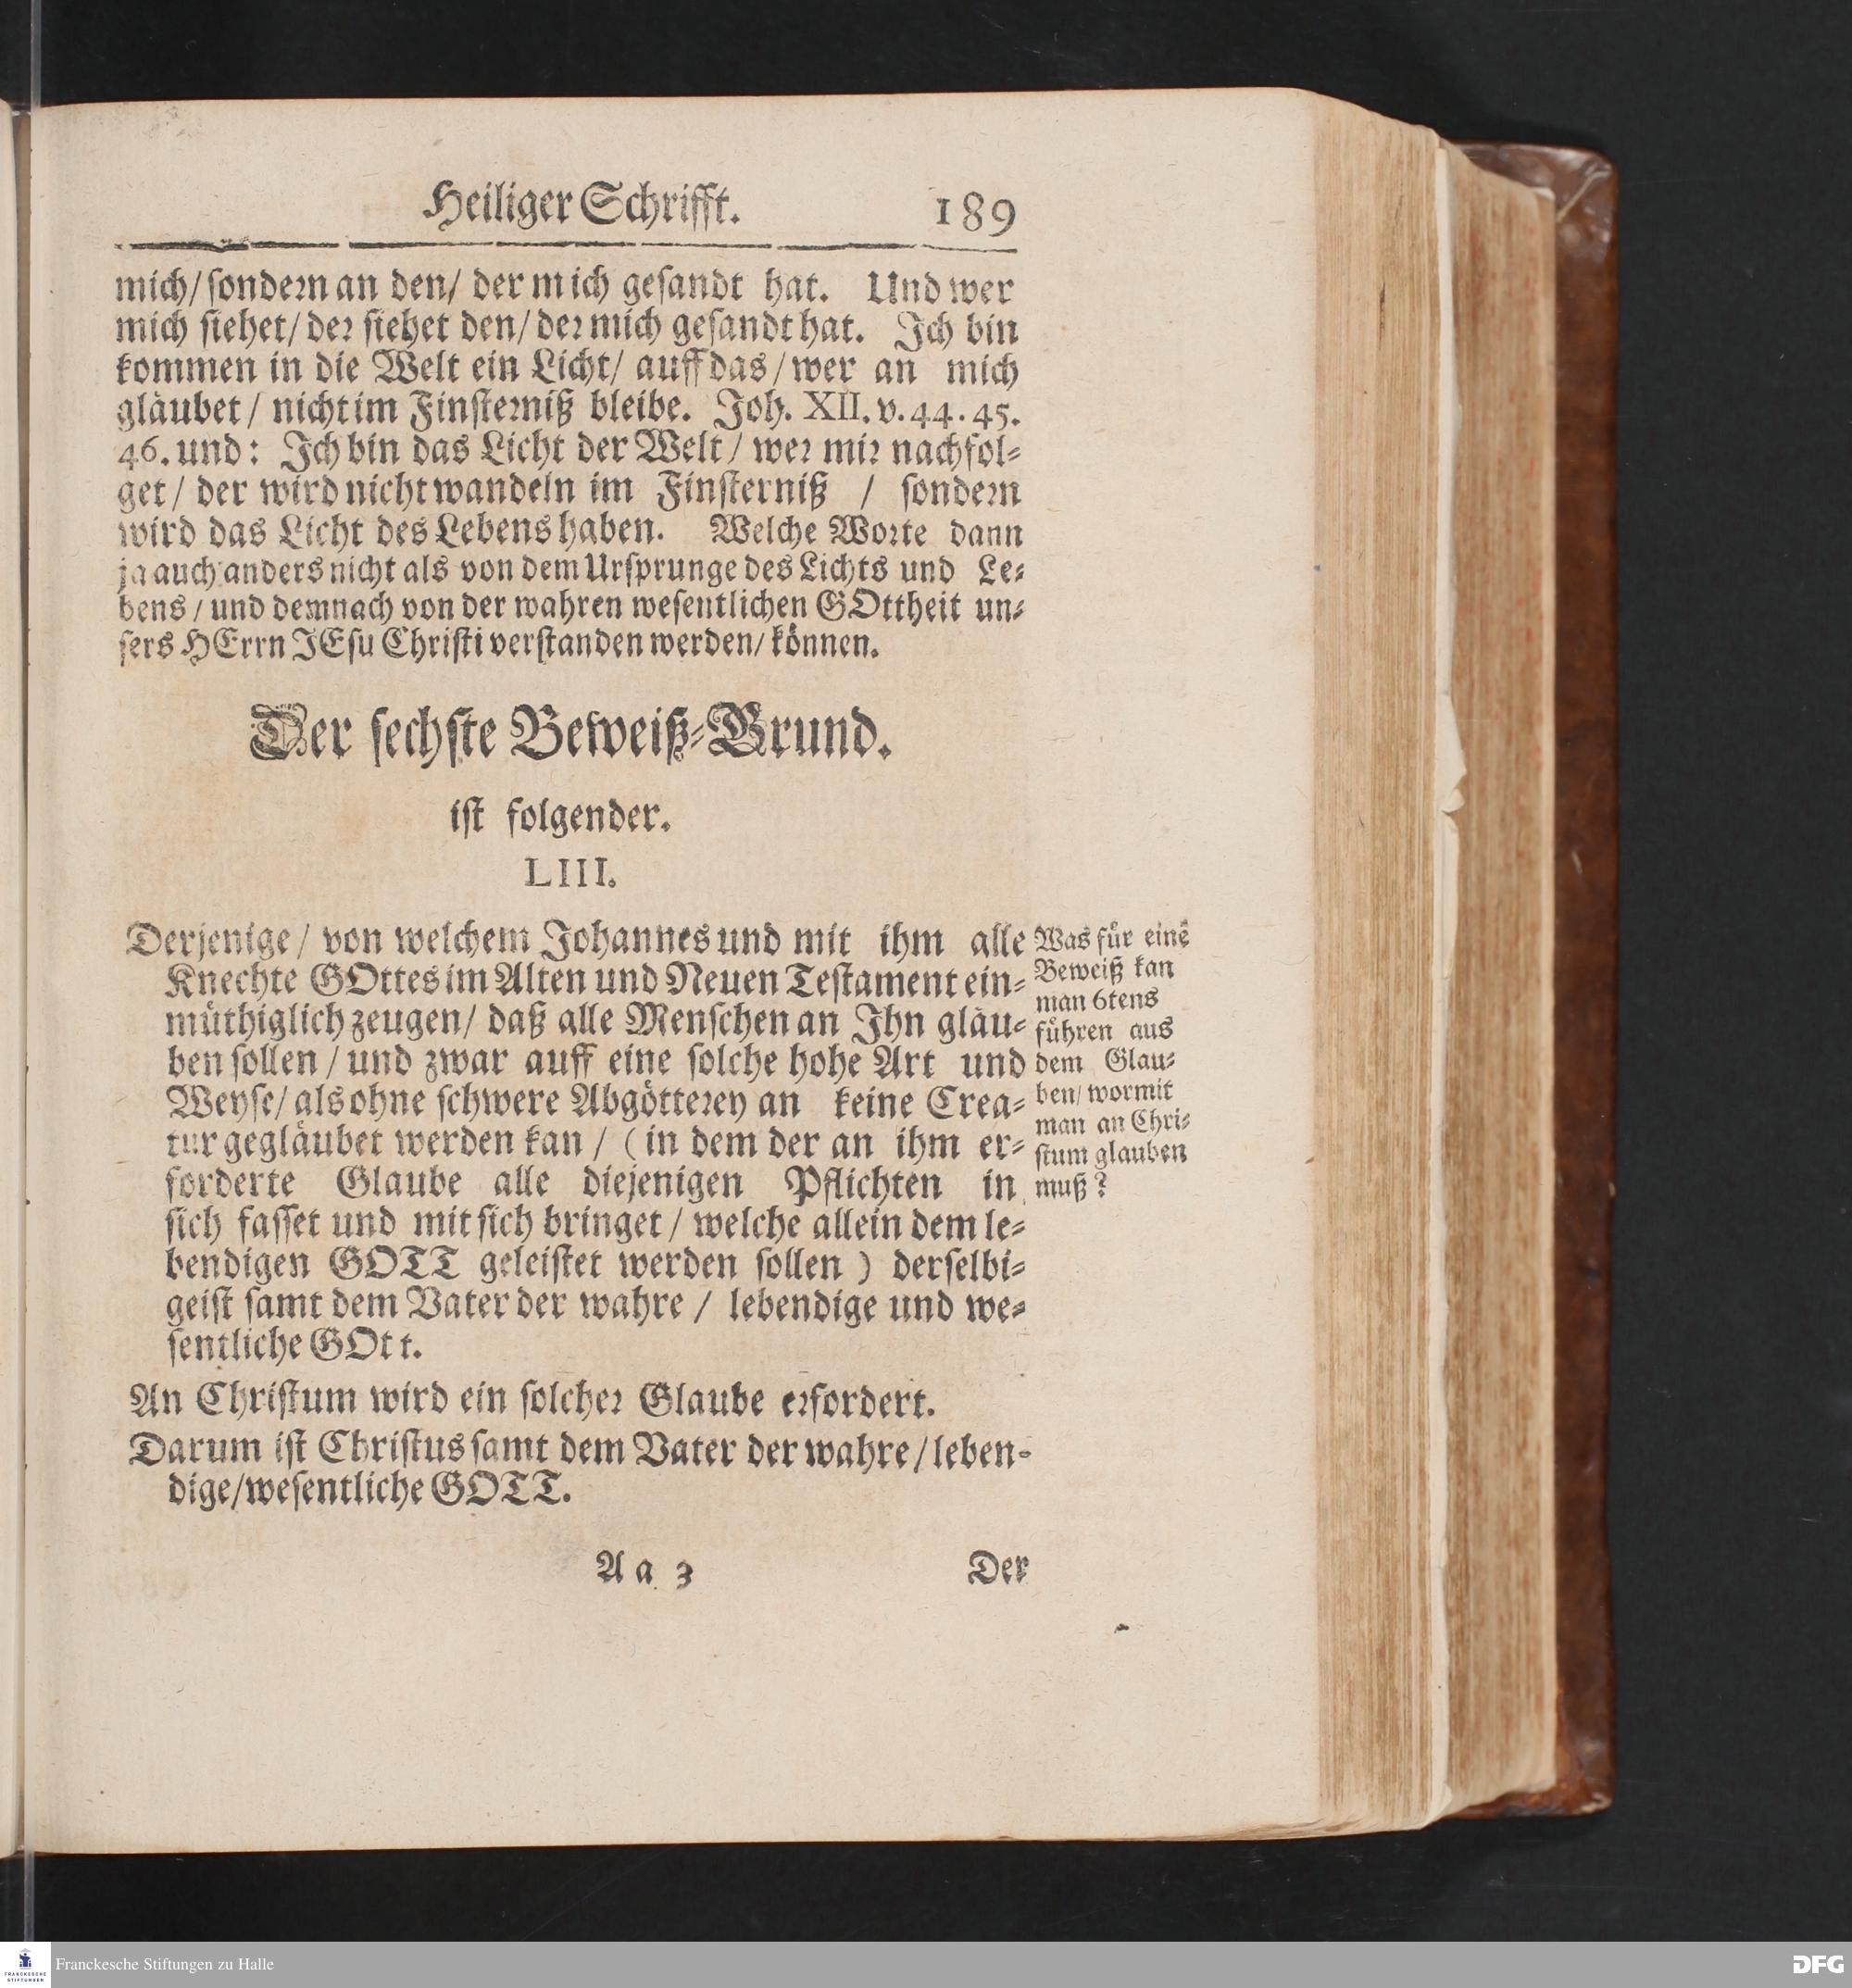 Heiliger Schrifft. 189
mich/ ſondern an den/ der mich geſandt hat. Und wer
mich ſiehet/ der ſiehet den/ der mich geſandt hat. Ich bin
kommen in die Welt ein Licht/ auff das/ wer an mich
gläubet/ nicht im Finſterniß bleibe. Joh. XII. v. 44. 45.
46. und: Ich bin das Licht der Welt/ wer mir nachfol-
get/ der wird nicht wandeln im Finſterniß / ſondern
wird das Licht des Lebens haben. Welche Worte dann
ja auch anders nicht als von dem Urſprunge des Lichts und Le-
bens/ und demnach von der wahren weſentlichen GOttheit un-
ſers HErrn JEſu Chriſti verſtanden werden/ können.
Der ſechſte Beweiß-Grund.
iſt folgender.
LIII.
Derjenige/ von welchem Johannes und mit ihm alle
Knechte GOttes im Alten und Neuen Teſtament ein-
müthiglich zeugen/ daß alle Menſchen an Ihn gläu-
ben ſollen/ und zwar auff eine ſolche hohe Art und
Weyſe/ als ohne ſchwere Abgötterey an keine Crea-
tur gegläubet werden kan/ (in dem der an ihm er-
forderte Glaube alle diejenigen Pflichten in
ſich faſſet und mit ſich bringet/ welche allein dem le-
bendigen GOTT geleiſtet werden ſollen) derſelbi-
geiſt ſamt dem Vater der wahre/ lebendige und we-
ſentliche GOtt.
An Chriſtum wird ein ſolcher Glaube erfordert.
Darum iſt Chriſtus ſamt dem Vater der wahre/ leben-
dige/ weſentliche GOTT.
Was für einē
Beweiß kan
man 6tens
führen aus
dem Glau-
ben/ wormit
man an Chri-
ſtum glauben
muß?
Aa 3 Der
FRANCKESCHE
STIFTUNGEN
Franckesche Stiftungen zu Halle
DFG